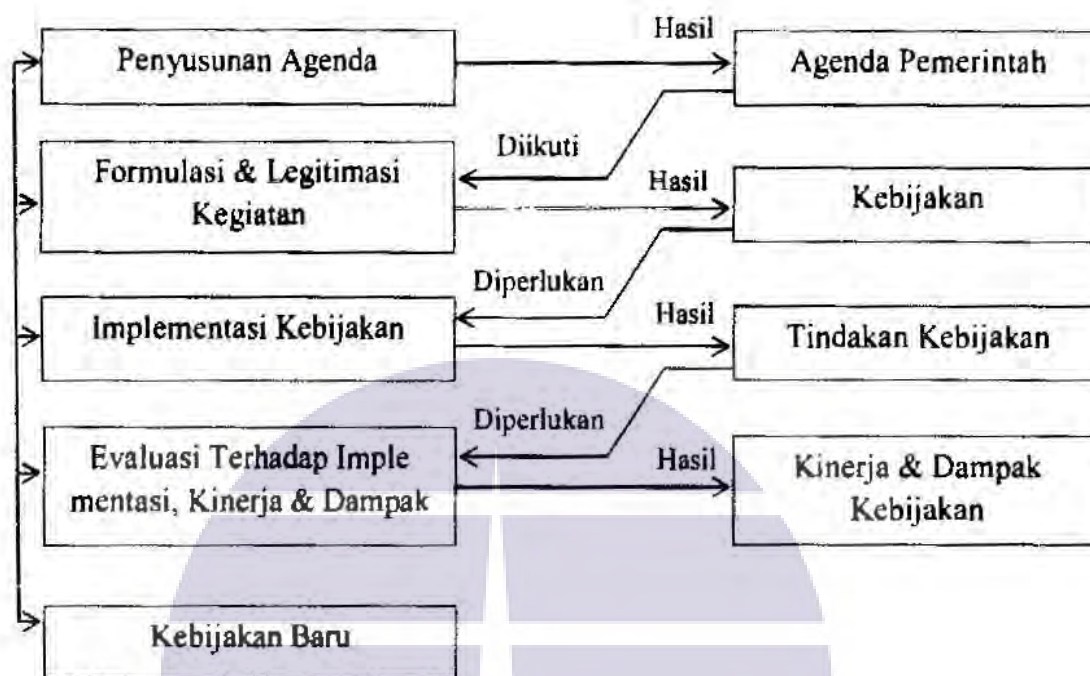 Hasil
Penyusunan Agenda
Agenda Pemerintah
Diikuti
Formulasi & Legitimasi
Kegiatan
Hasil
Kebijakan
Diperlukan
Implementasi Kebijakan
Hasil
Tindakan Kebijakan
Diperlukan
Evaluasi Terhadap Imple
mentasi, Kinerja & Dampak
Hasil
Kinerja & Dampak
Kebijakan
Kebijakan Baru